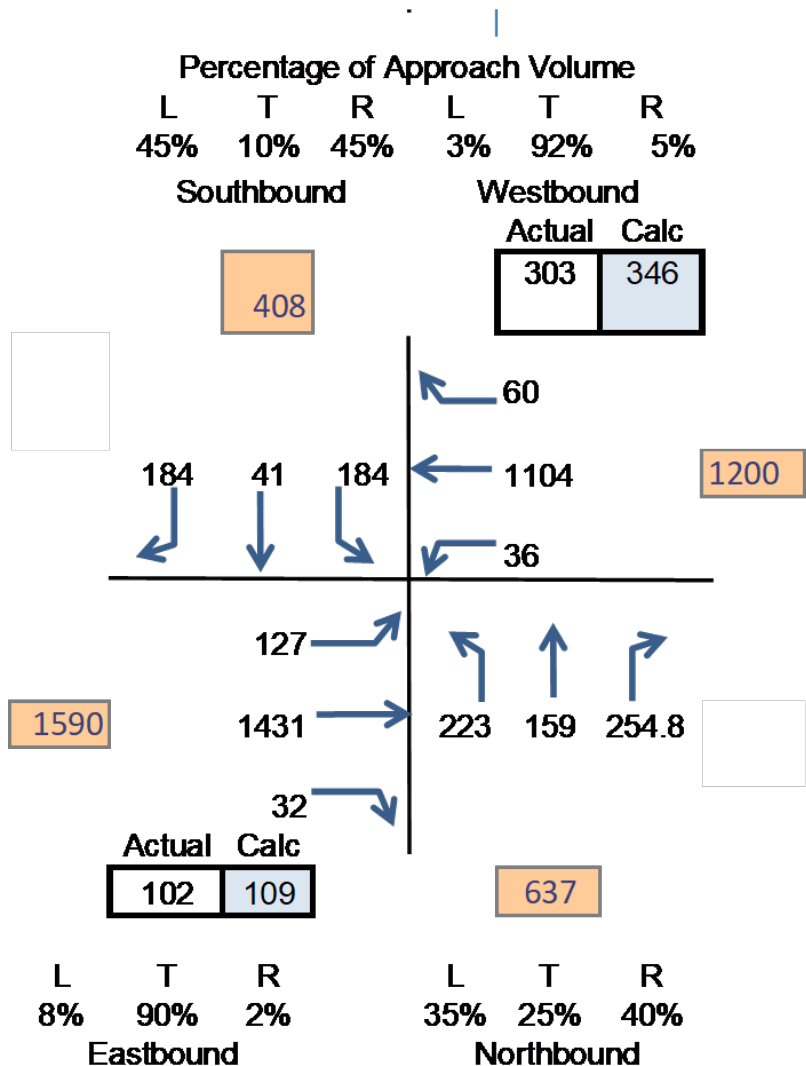 Percentage of Approach Volume
L T R L T R
45% 10% 45% 3% 92% 5%
Southbound Westbound
Actual Calc
303 346
408
60
184 41 184 1104 1200
36
127
1590 1431 223 159 254.8
32
Actual Calc
102 109 637
L T R L T R
8% 90% 2% 35% 25% 40%
Eastbound Northbound